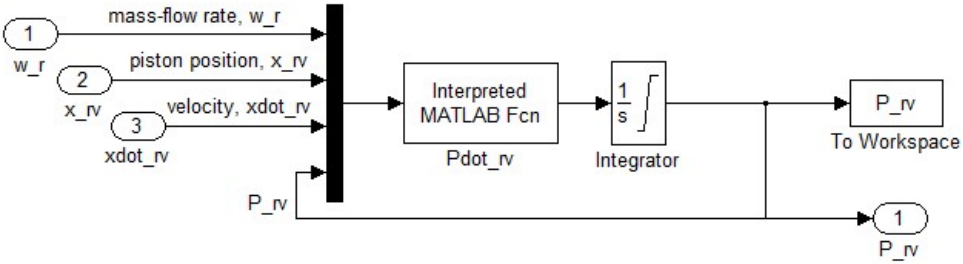 mass-flow rate, w_r
1
w_r
piston position, x_rv
2
x_rv
velocity, xdot_rv
3
xdot_rv
P_rv
Interpreted
MATLAB Fcn
Pdot_rv
1
s
Integrator
P_rv
To Workspace
1
P_rv